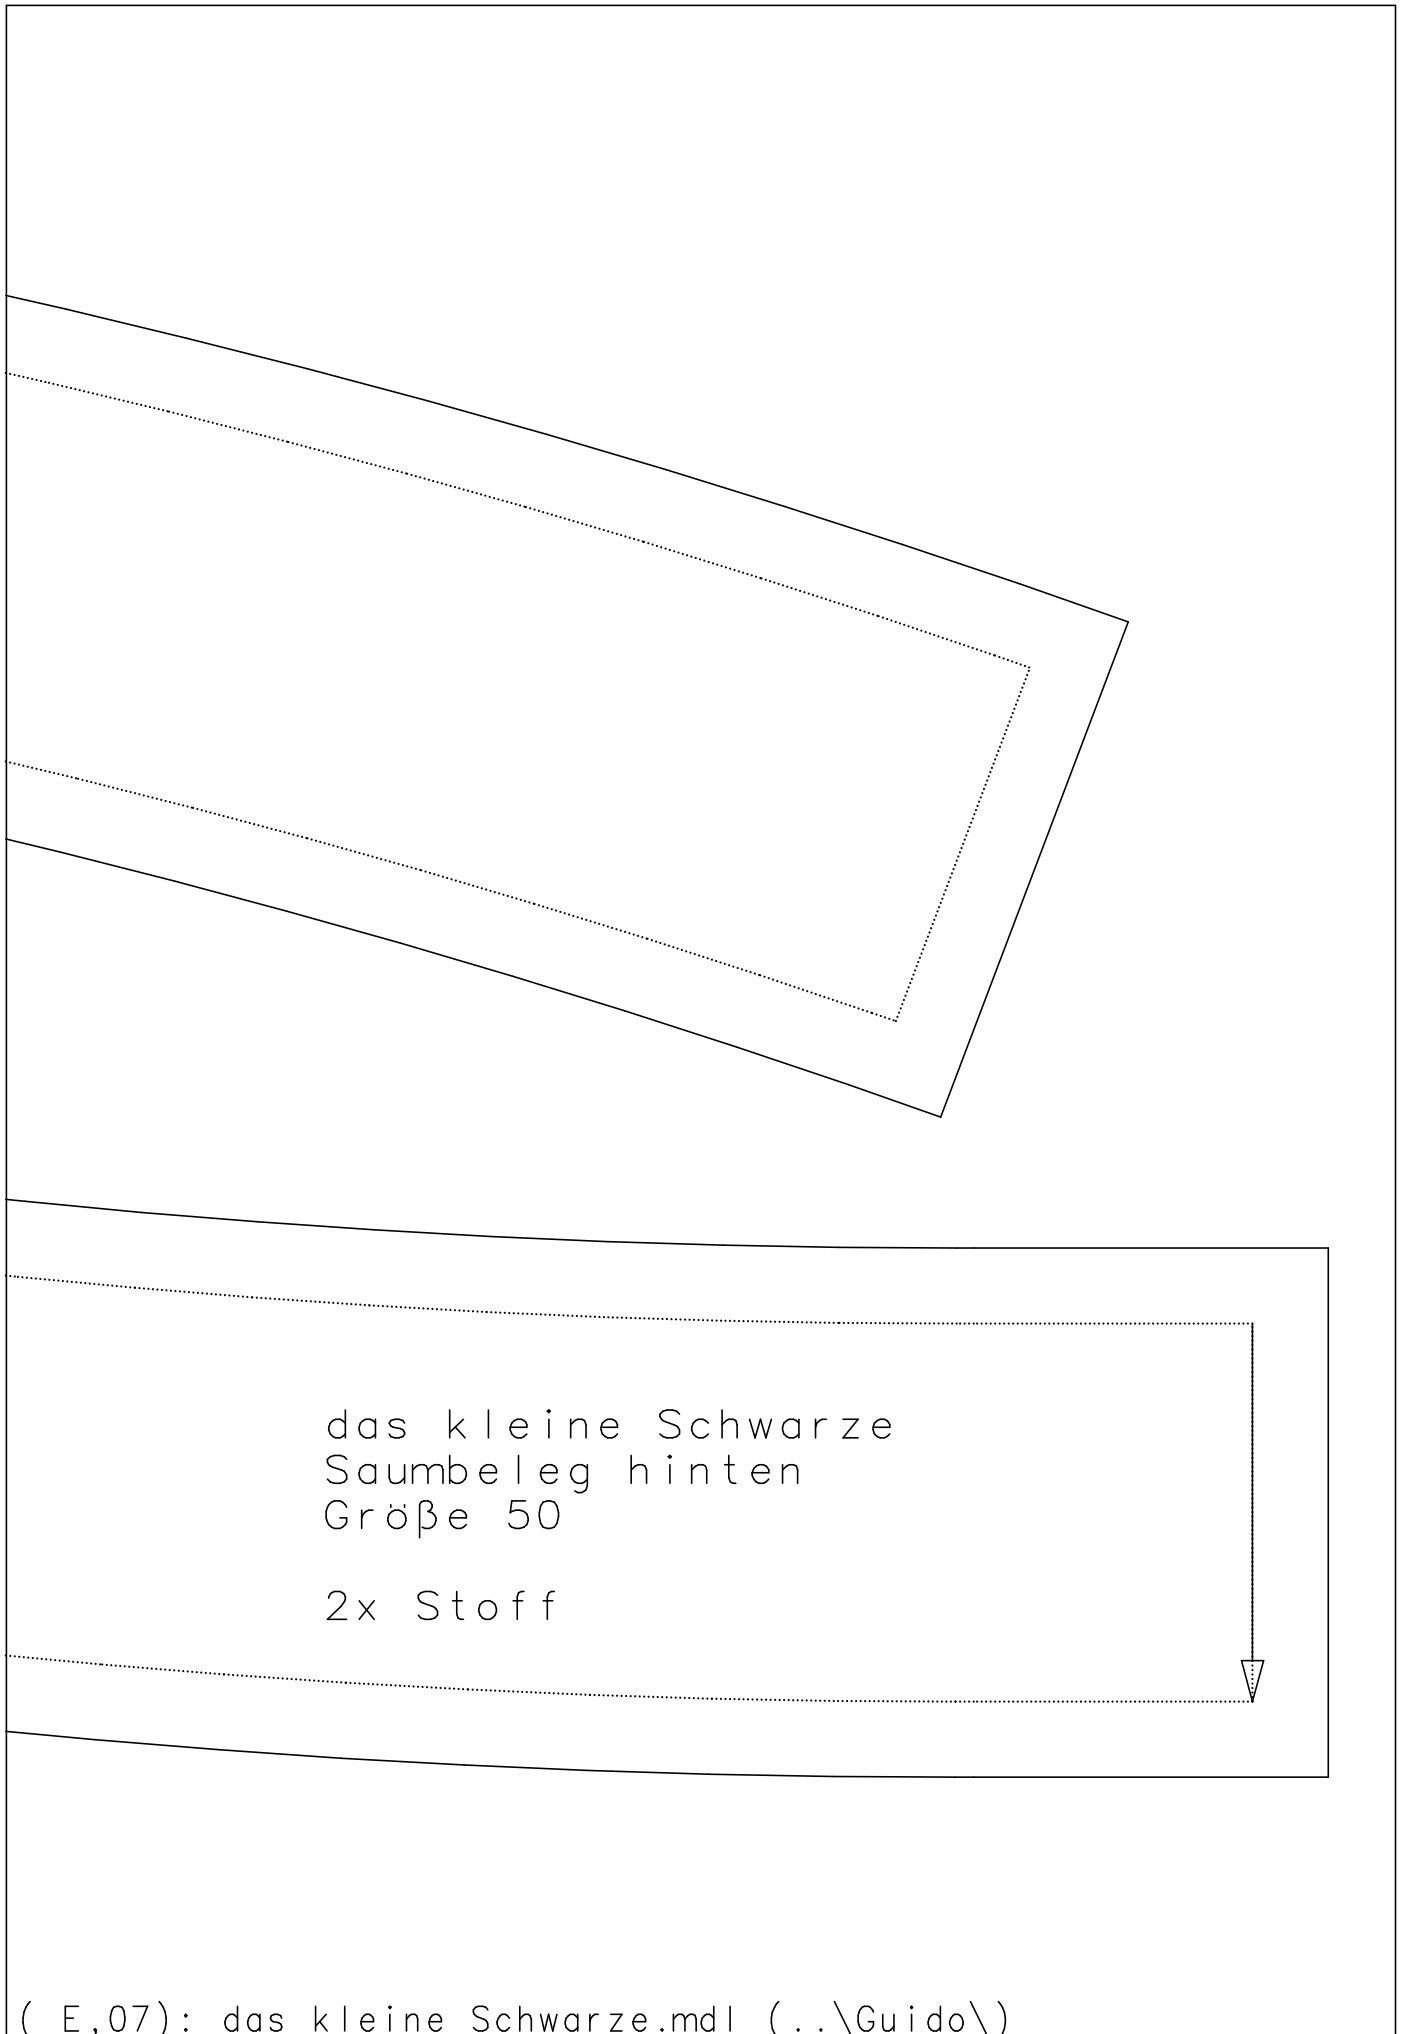 das kleine Schwarze
Saumbeleg hinten
Größe 50
2x Stoff
( E,07): das kleine Schwarze.mdl (..\Guido\)